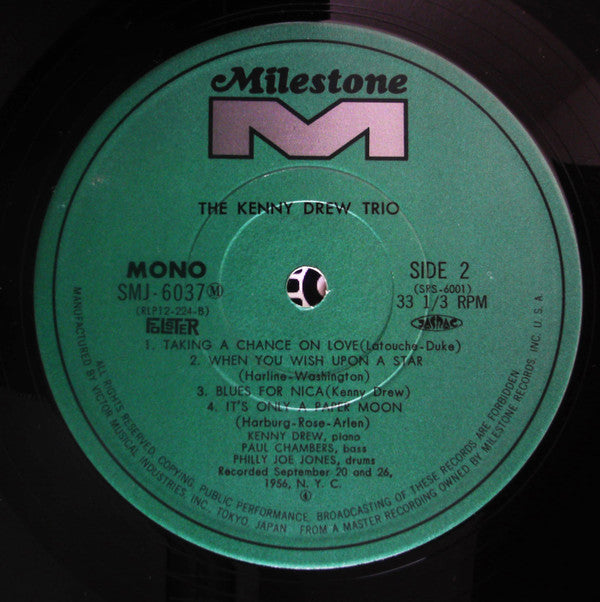 Milestone
M
THE KENNY DREW TRIO
MONO
SIDE 2
SMJ-6037 Ⓜ
(SRS-6001)
(RLP12-224-B)
33 1/3 RPM
JASRAC
1. TAKING A CHANCE ON LOVE(Latouche-Duke)
2. WHEN YOU WISH UPON A STAR
(Harline-Washington)
3. BLUES FOR NICA(Kenny Drew)
4. IT'S ONLY A PAPER MOON
(Harburg-Rose-Arlen)
KENNY DREW, piano
PAUL CHAMBERS, bass
PHILLY JOE JONES, drums
Recorded September 20 and 26,
1956, N. Y. C.
④
MANUFACTURED BY VICTOR MUSICAL INDUSTRIES, INC. TOKYO, JAPAN FROM A MASTER RECORDING OWNED BY MILESTONE RECORDS, INC. U.S.A.
ALL RIGHTS RESERVED. COPYING, PUBLIC PERFORMANCE, BROADCASTING OF THESE RECORDS ARE FORBIDDEN.